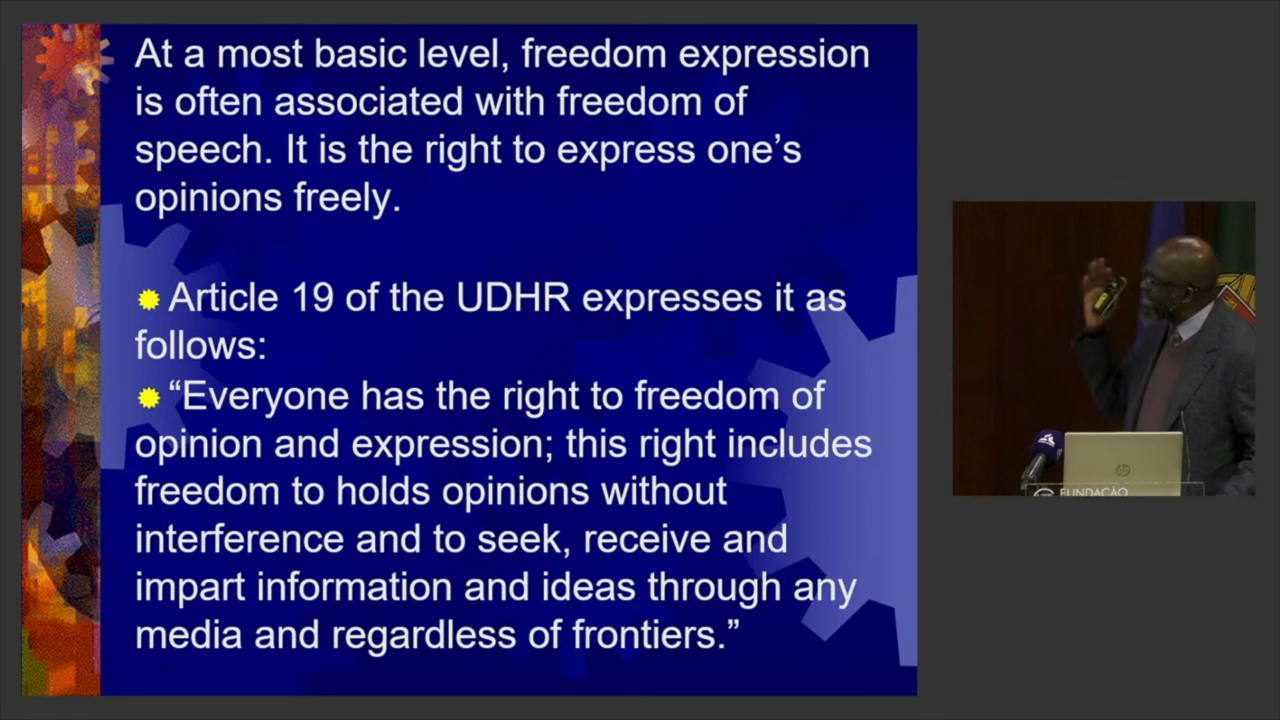 At a most basic level, freedom expression
is often associated with freedom of
speech. It is the right to express one’s
opinions freely.
Article 19 of the UDHR expresses it as
follows:
“Everyone has the right to freedom of
opinion and expression; this right includes
freedom to holds opinions without
interference and to seek, receive and
impart information and ideas through any
media and regardless of frontiers.”
hp
FUNDAÇÃO